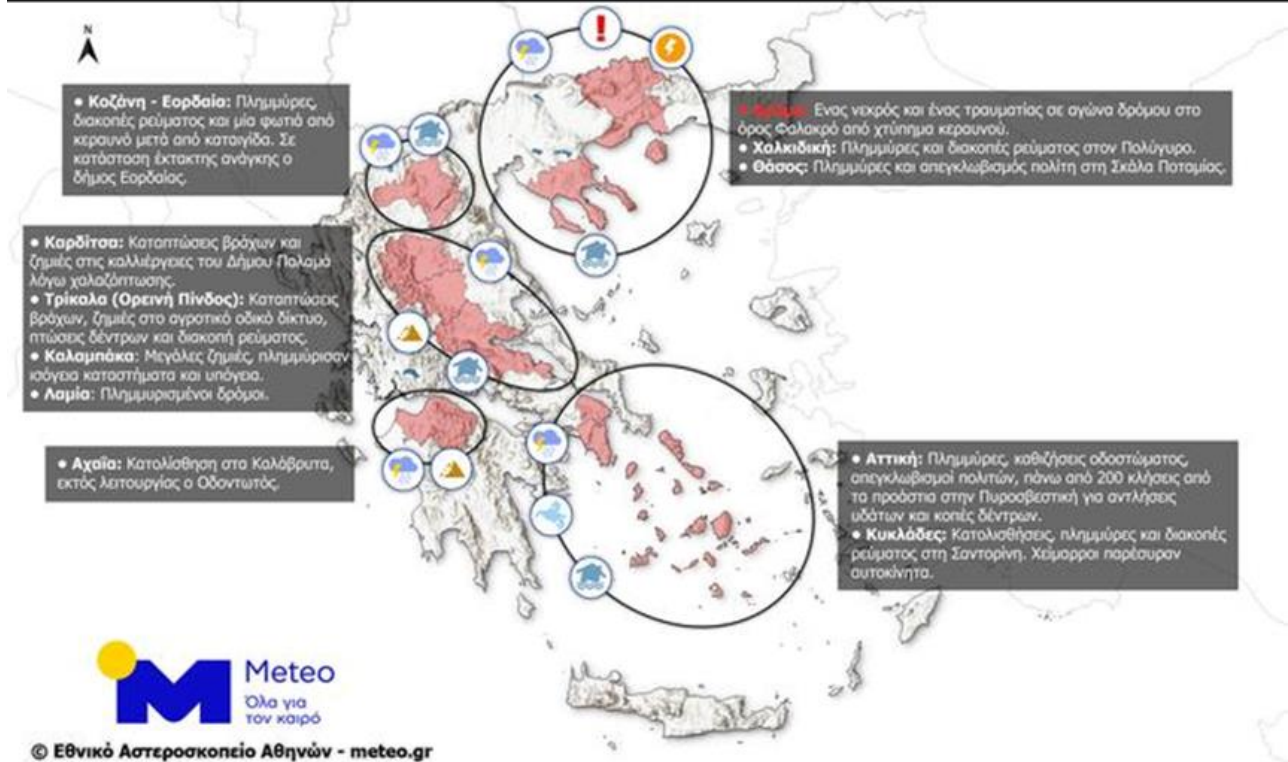 N
● Κοζάνη - Εορδαία: Πλημμύρες,
διακοπές ρεύματος και μία φωτιά από
κεραυνό μετά από καταιγίδα. Σε
κατάσταση έκτακτης ανάγκης ο
δήμος Εορδαίας.
● Καρδίτσα: Καταπτώσεις βράχων και
ζημιές στις καλλιέργειες του Δήμου Παλαμά
λόγω χαλαζόπτωσης.
● Τρίκαλα (Ορεινή Πίνδος): Καταπτώσεις
βράχων, ζημιές στο αγροτικό οδικό δίκτυο,
πτώσεις δέντρων και διακοπή ρεύματος.
● Καλαμπάκα: Μεγάλες ζημιές, πλημμύρισαν
ισόγεια καταστήματα και υπόγεια.
● Λαμία: Πλημμυρισμένοι δρόμοι.
● Αχαΐα: Κατολίσθηση στα Καλάβρυτα,
εκτός λειτουργίας ο Οδοντωτός.
● Δράμα: Ενας νεκρός και ένας τραυματίας σε αγώνα δρόμου στο
όρος Φαλακρό από χτύπημα κεραυνού.
● Χαλκιδική: Πλημμύρες και διακοπές ρεύματος στον Πολύγυρο.
● Θάσος: Πλημμύρες και απεγκλωβισμός πολίτη στη Σκάλα Ποταμίας.
● Αττική: Πλημμύρες, καθιζήσεις οδοστώματος,
απεγκλωβισμοί πολιτών, πάνω από 200 κλήσεις από
τα προάστια στην Πυροσβεστική για αντλήσεις
υδάτων και κοπές δέντρων.
● Κυκλάδες: Κατολισθήσεις, πλημμύρες και διακοπές
ρεύματος στη Σαντορίνη. Χείμαρροι παρέσυραν
αυτοκίνητα.
Meteo
Όλα για
τον καιρό
© Εθνικό Αστεροσκοπείο Αθηνών - meteo.gr